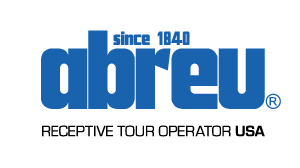 since 1840
abreu®
RECEPTIVE TOUR OPERATOR USA